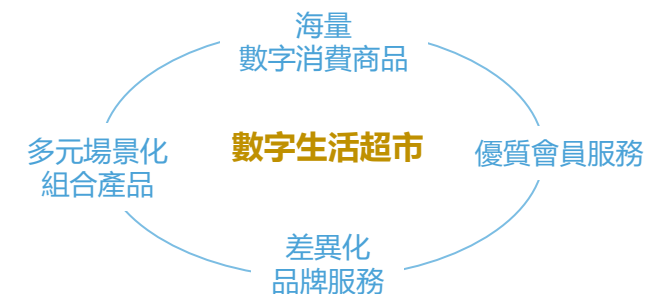 海量
數字消費商品
多元場景化
組合產品
數字生活超市
優質會員服務
差異化
品牌服務